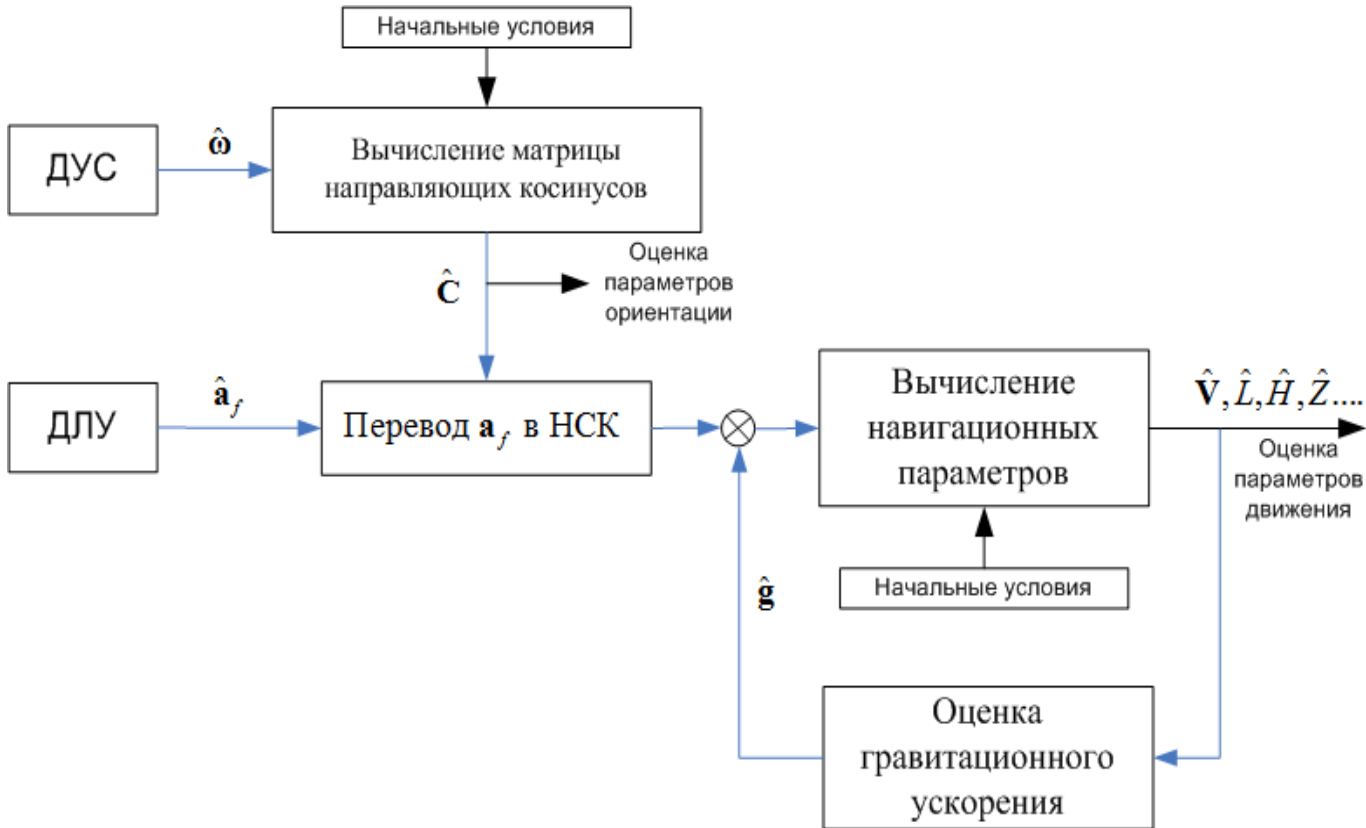 Начальные условия
ДУС
ω̂
Вычисление матрицы
направляющих косинусов
Ĉ
Оценка
параметров
ориентации
ДЛУ
â_f
Перевод a_f в НСК
Вычисление
навигационных
параметров
V̂, L̂, Ĥ, Ẑ....
Оценка
параметров
движения
Начальные условия
ĝ
Оценка
гравитационного
ускорения